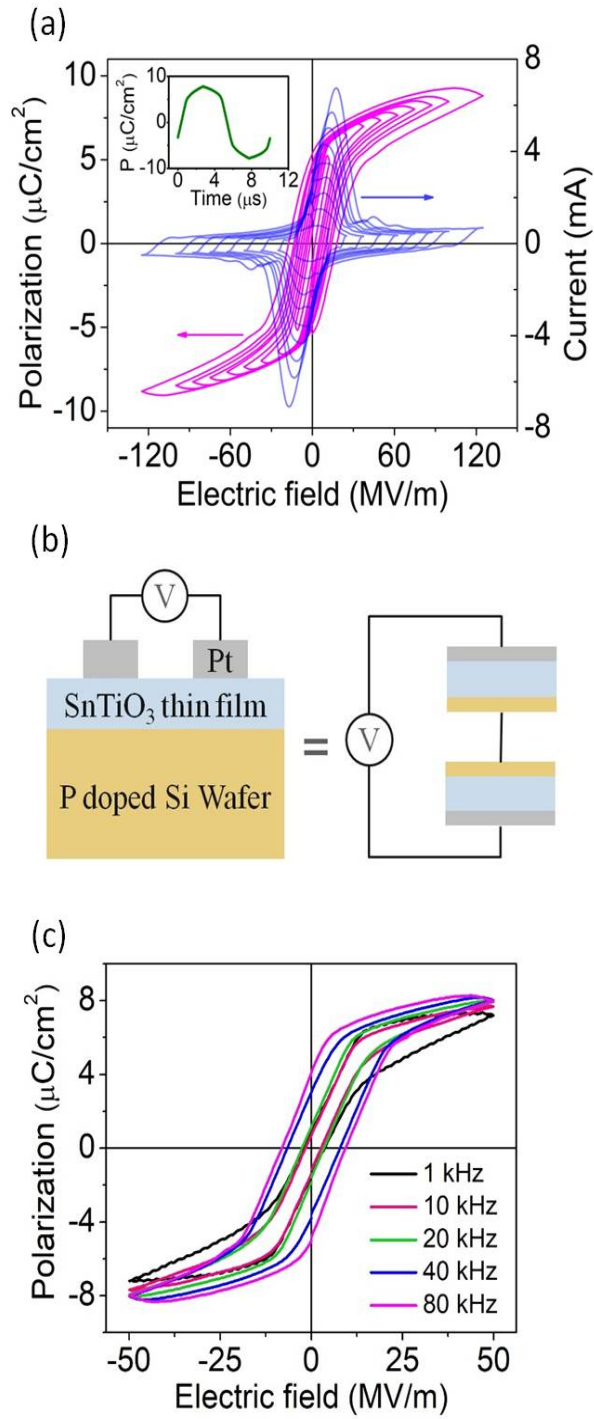 (a)
Polarization (μC/cm²)
10
5
0
-5
-10
8
4
0
-4
-8
Current (mA)
P (μC/cm²)
10
0
-10
0 4 8 12
Time (μs)
-120 -60 0 60 120
Electric field (MV/m)
(b)
V
Pt
SnTiO₃ thin film
P doped Si Wafer
=
V
(c)
Polarization (μC/cm²)
8
4
0
-4
-8
1 kHz
10 kHz
20 kHz
40 kHz
80 kHz
-50 -25 0 25 50
Electric field (MV/m)